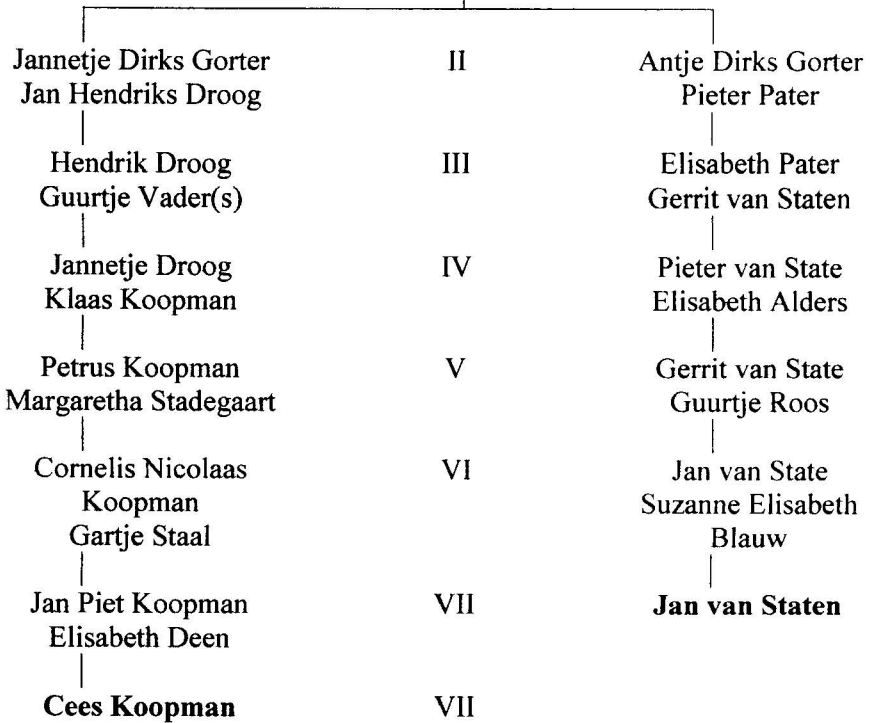 Jannetje Dirks Gorter II Antje Dirks Gorter
Jan Hendriks Droog Pieter Pater
Hendrik Droog III Elisabeth Pater
Guurtje Vader(s) Gerrit van Staten
Jannetje Droog IV Pieter van State
Klaas Koopman Elisabeth Alders
Petrus Koopman V Gerrit van State
Margaretha Stadegaart Guurtje Roos
Cornelis Nicolaas VI Jan van State
Koopman Suzanne Elisabeth
Gartje Staal Blauw
Jan Piet Koopman VII Jan van Staten
Elisabeth Deen
Cees Koopman VII